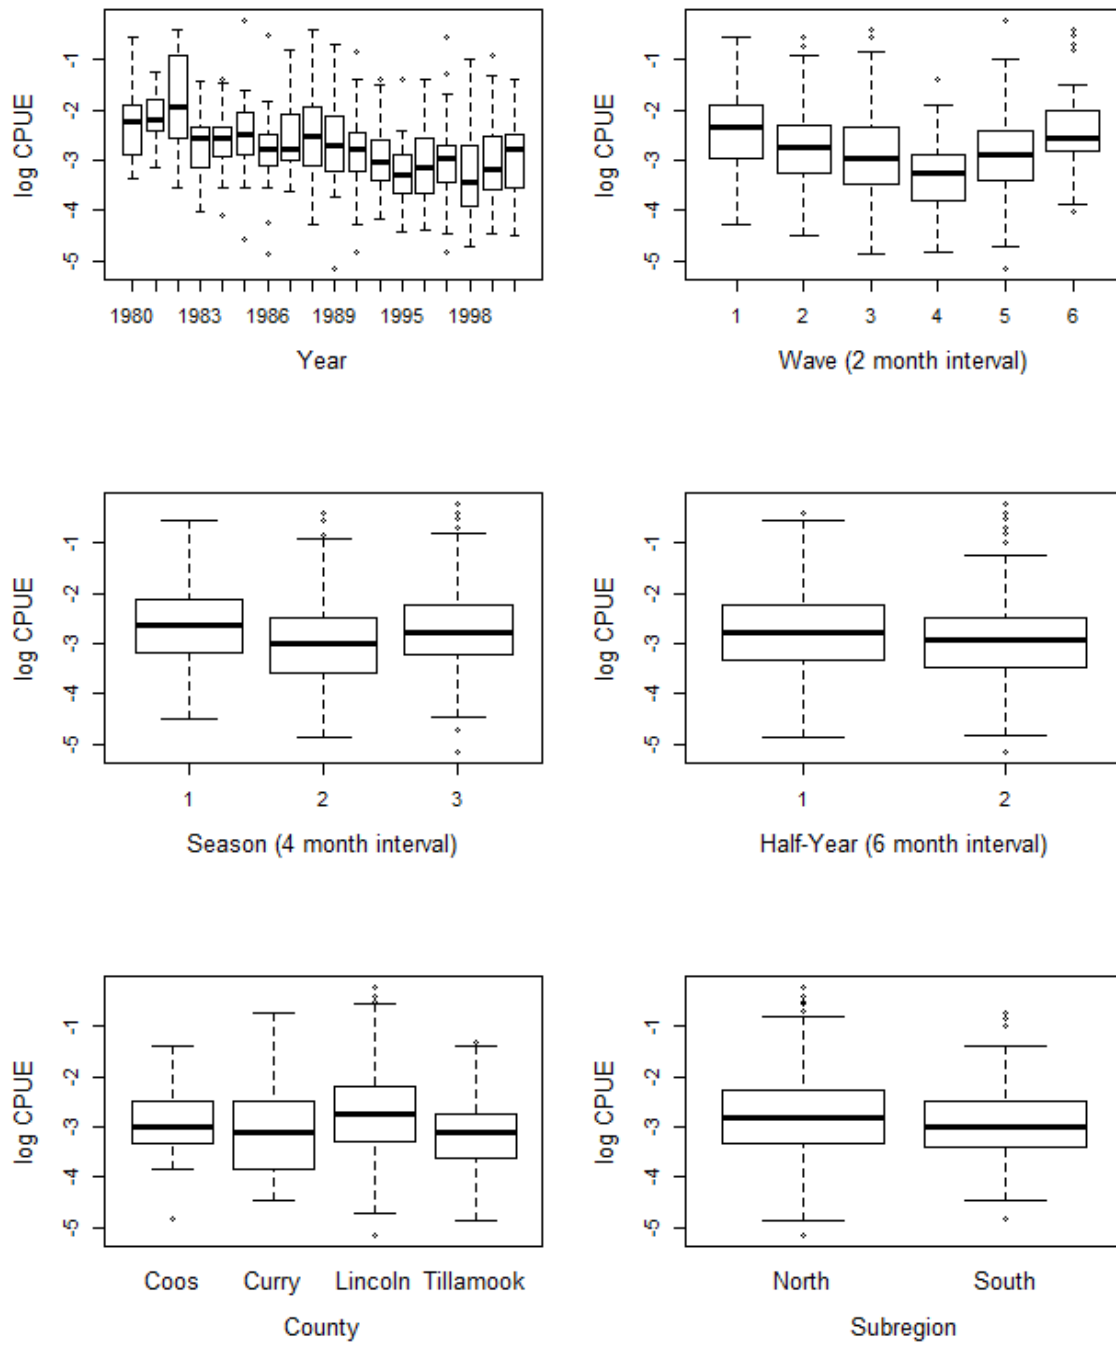 log CPUE
-1
-2
-3
-4
-5
1980 1983 1986 1989 1995 1998
Year
log CPUE
-1
-2
-3
-4
-5
1 2 3 4 5 6
Wave (2 month interval)
log CPUE
-1
-2
-3
-4
-5
1 2 3
Season (4 month interval)
log CPUE
-1
-2
-3
-4
-5
1 2
Half-Year (6 month interval)
log CPUE
-1
-2
-3
-4
-5
Coos Curry Lincoln Tillamook
County
log CPUE
-1
-2
-3
-4
-5
North South
Subregion